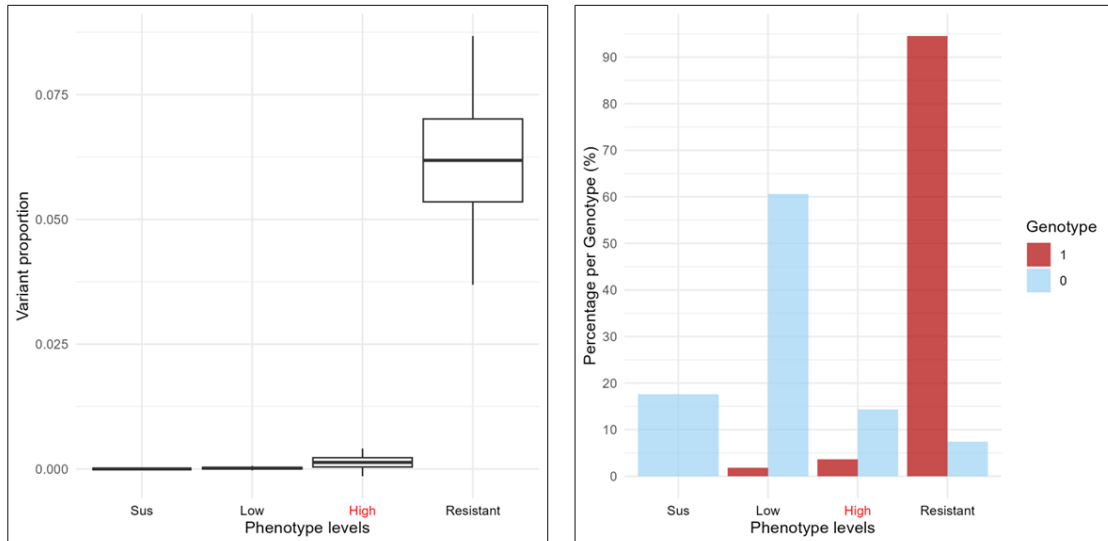 Variant proportion
0.075
0.050
0.025
0.000
Sus Low High Resistant
Phenotype levels
Percentage per Genotype (%)
90
80
70
60
50
40
30
20
10
0
Sus Low High Resistant
Phenotype levels
Genotype
1
0